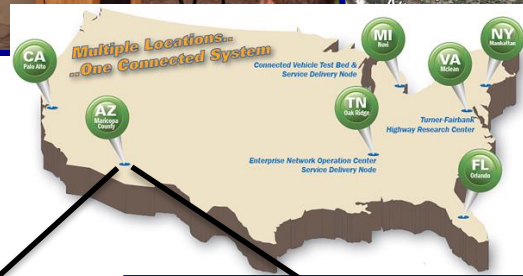 Multiple Locations..
..One Connected System
CA
Palo Alto
AZ
Maricopa
County
MI
Novi
Connected Vehicle Test Bed &
Service Delivery Node
NY
Manhattan
VA
Mclean
Turner-Fairbank
Highway Research Center
TN
Oak Ridge
Enterprise Network Operation Center
Service Delivery Node
FL
Orlando